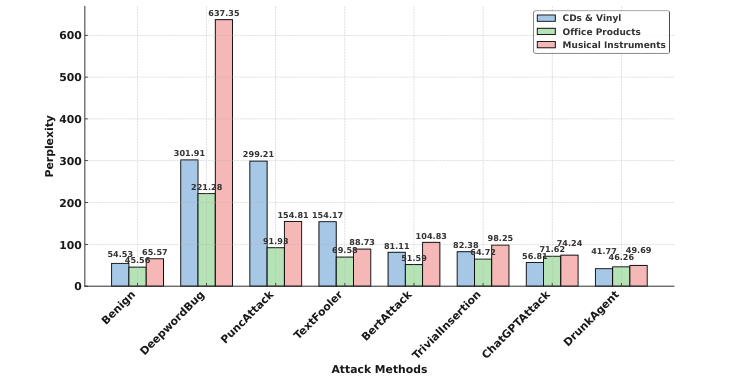 CDs & Vinyl
Office Products
Musical Instruments
Perplexity
600
500
400
300
200
100
0
54.53
45.56
65.57
301.91
221.28
637.35
299.21
91.93
154.81
154.17
69.58
88.73
81.11
51.59
104.83
82.38
64.72
98.25
56.81
71.62
74.24
41.77
46.26
49.69
Benign
DeepwordBug
PuncAttack
TextFooler
BertAttack
TrivialInsertion
ChatGPTAttack
DrunkAgent
Attack Methods